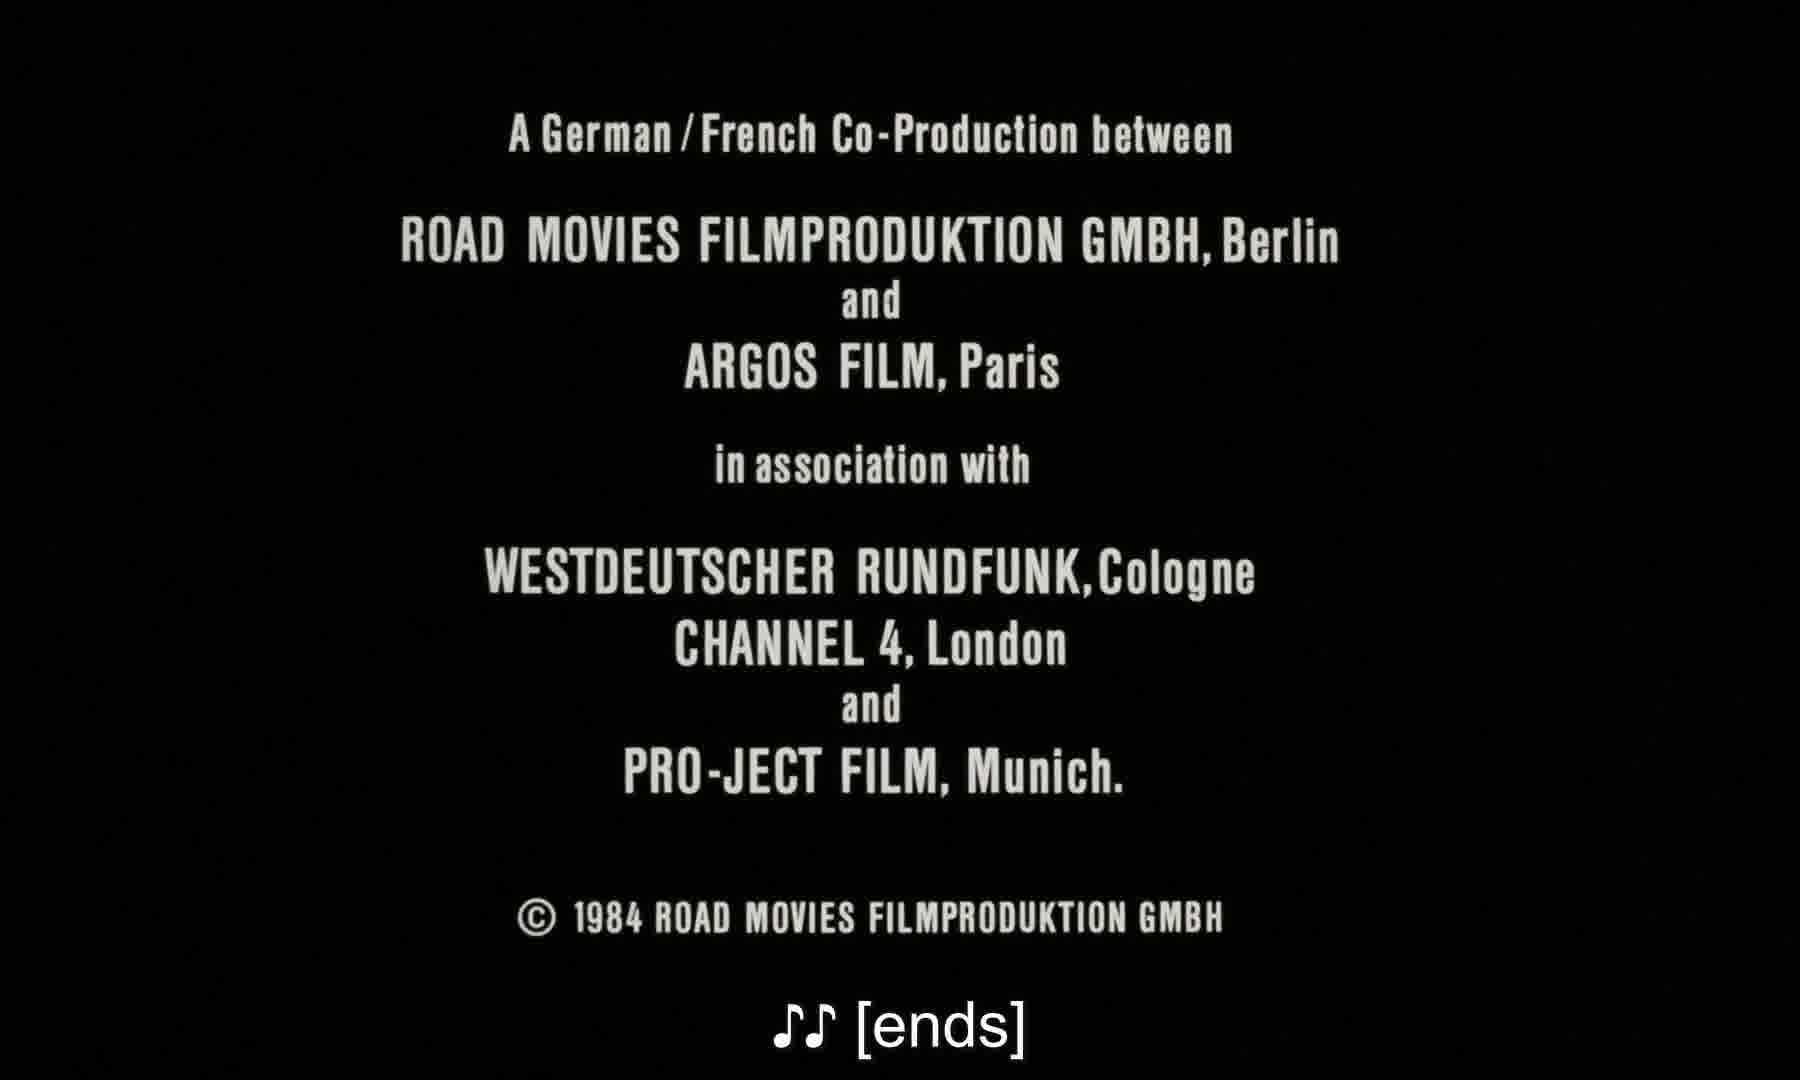 A German / French Co-Production between
ROAD MOVIES FILMPRODUKTION GMBH, Berlin
and
ARGOS FILM, Paris
in association with
WESTDEUTSCHER RUNDFUNK, Cologne
CHANNEL 4, London
and
PRO-JECT FILM, Munich.
© 1984 ROAD MOVIES FILMPRODUKTION GMBH
♪♪ [ends]